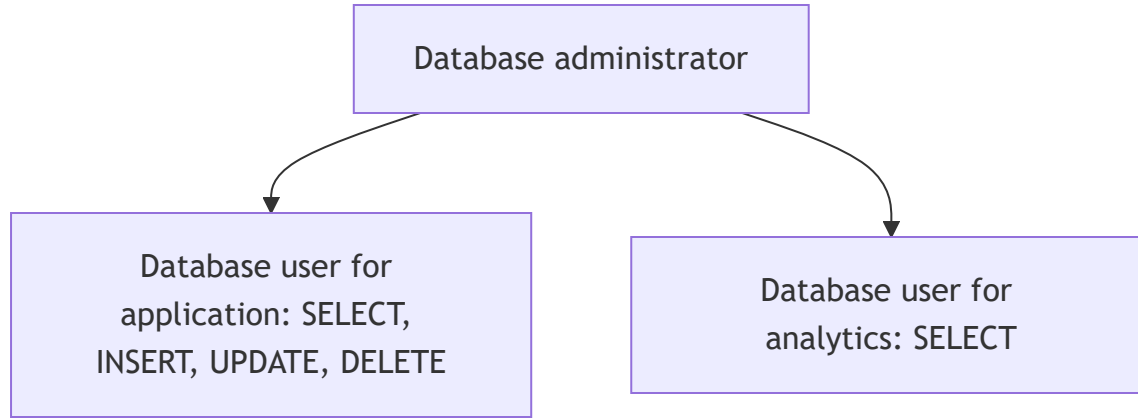 Database administrator
Database user for
application: SELECT,
INSERT, UPDATE, DELETE
Database user for
analytics: SELECT